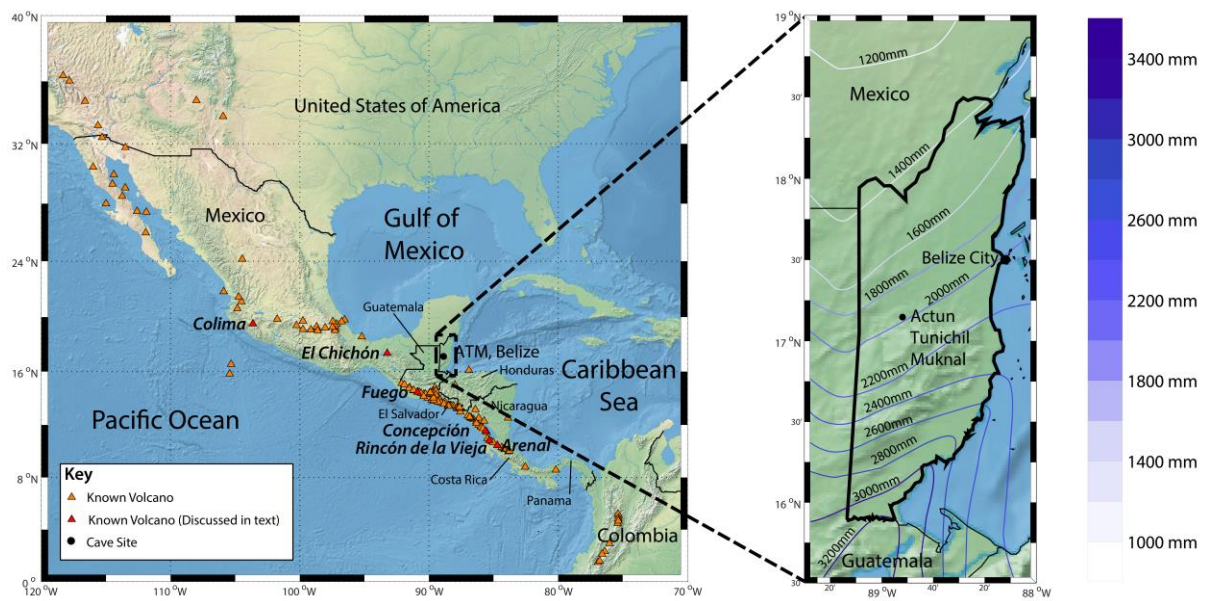 40 °N
32 °N
24 °N
16 °N
8 °N
0 °N
120 °W
110 °W
100 °W
90 °W
80 °W
70 °W
United States of America
Mexico
Gulf of
Mexico
Guatemala
Colima
El Chichón
ATM, Belize
Honduras
Caribbean
Sea
Fuego
El Salvador
Nicaragua
Pacific Ocean
Concepción
Rincón de la Vieja
Arenal
Costa Rica
Panama
Colombia
Key
Known Volcano
Known Volcano (Discussed in text)
Cave Site
19 °N
30'
18 °N
30'
17 °N
30'
16 °N
30'
20'
89 °W
40'
20'
88 °W
1200mm
Mexico
1400mm
1600mm
Belize City
1800mm
2000mm
Actun
Tunichil
Muknal
2200mm
2400mm
2600mm
2800mm
3000mm
3200mm
Guatemala
3400 mm
3000 mm
2600 mm
2200 mm
1800 mm
1400 mm
1000 mm